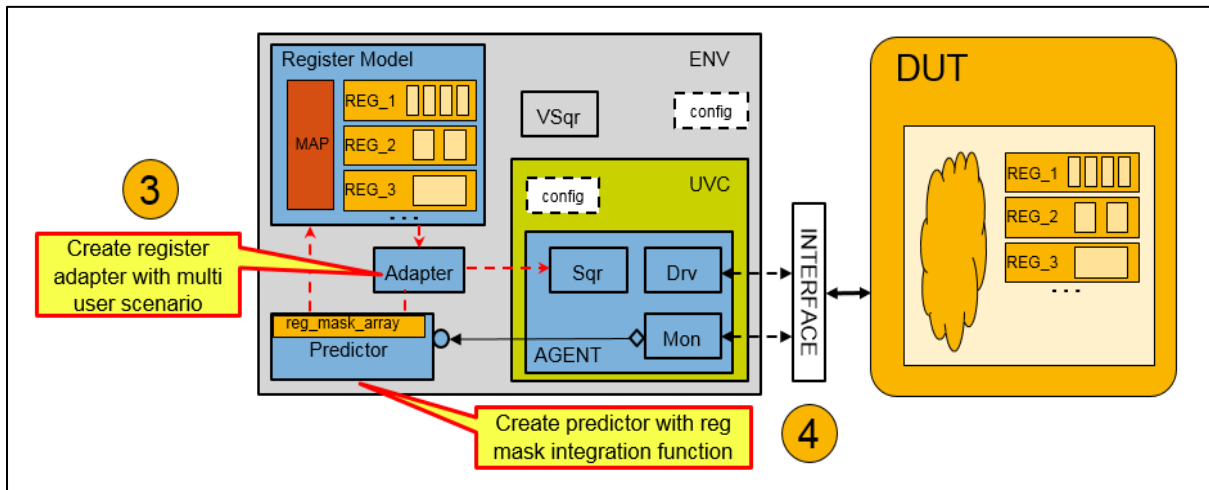 Register Model
ENV
DUT
MAP
REG_1
REG_2
REG_3
...
VSqr
config
UVC
config
3
Create register
adapter with multi
user scenario
Adapter
Sqr
Drv
INTERFACE
REG_1
REG_2
REG_3
...
reg_mask_array
Predictor
AGENT
Mon
Create predictor with reg
mask integration function
4